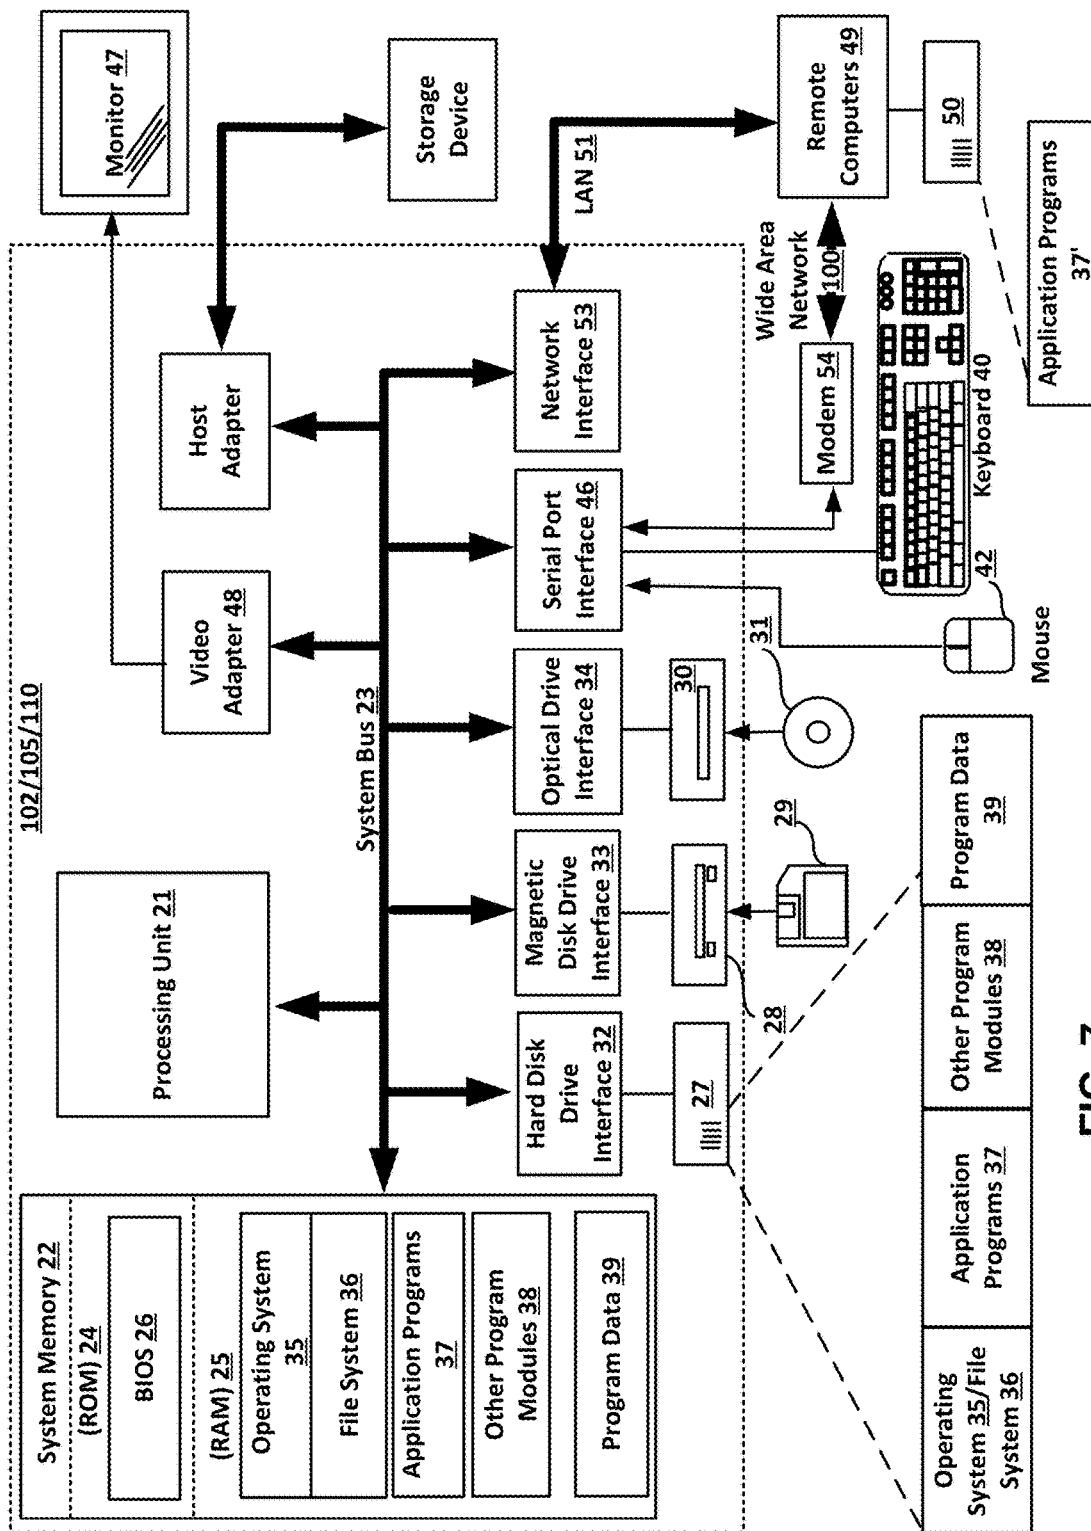 102/105/110
System Memory 22
(ROM) 24
BIOS 26
(RAM) 25
Operating System
35
File System 36
Application Programs
37
Other Program
Modules 38
Program Data 39
Processing Unit 21
Video
Adapter 48
Host
Adapter
Monitor 47
Storage
Device
System Bus 23
Hard Disk
Drive
Interface 32
Magnetic
Disk Drive
Interface 33
Optical Drive
Interface 34
Serial Port
Interface 46
Network
Interface 53
LAN 51
27
28
29
30
31
Wide Area
Network
100
Modem 54
Remote
Computers 49
50
Keyboard 40
42
Mouse
Operating
System 35/File
System 36
Application
Programs 37
Other Program
Modules 38
Program Data
39
Application Programs
37'